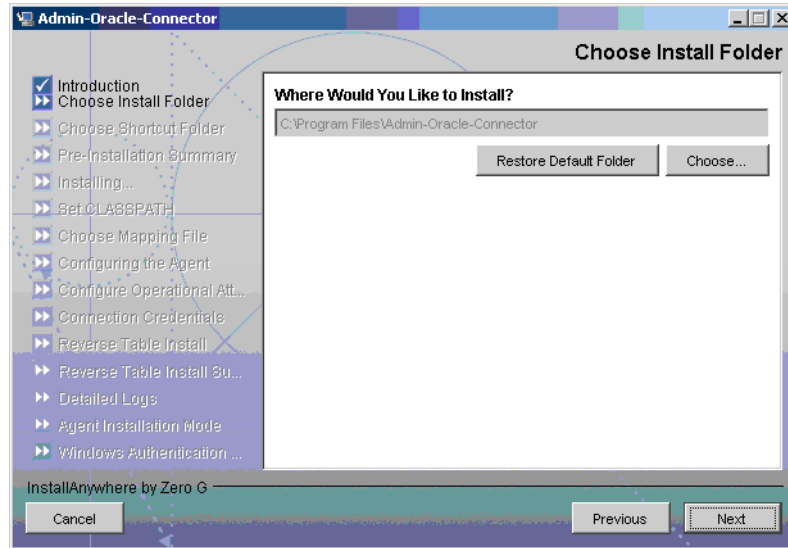 Admin-Oracle-Connector
Choose Install Folder
Introduction
Choose Install Folder
Choose Shortcut Folder
Pre-Installation Summary
Installing...
Set CLASSPATH
Choose Mapping File
Configuring the Agent
Configure Operational Att...
Connection Credentials
Reverse Table Install
Reverse Table Install Su...
Detailed Logs
Agent Installation Mode
Windows Authentication ...
Where Would You Like to Install?
C:\Program Files\Admin-Oracle-Connector
Restore Default Folder Choose...
InstallAnywhere by Zero G
Cancel Previous Next